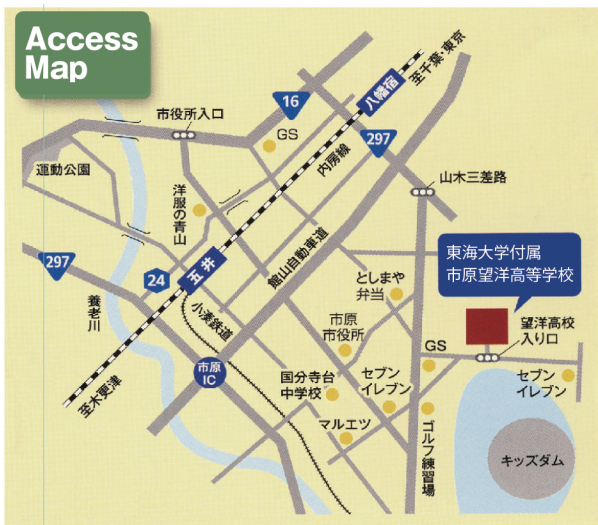 Access
Map
至千葉・東京
八幡宿
16
市役所入口
GS
297
内房線
運動公園
山木三差路
洋服の青山
東海大学付属
市原望洋高等学校
館山自動車道
297
五井
24
としまや
弁当
養老川
小湊鉄道
市原
市役所
望洋高校
入り口
GS
市原
IC
国分寺台
中学校
セブン
イレブン
セブン
イレブン
至木更津
マルエツ
ゴルフ練習場
キッズダム